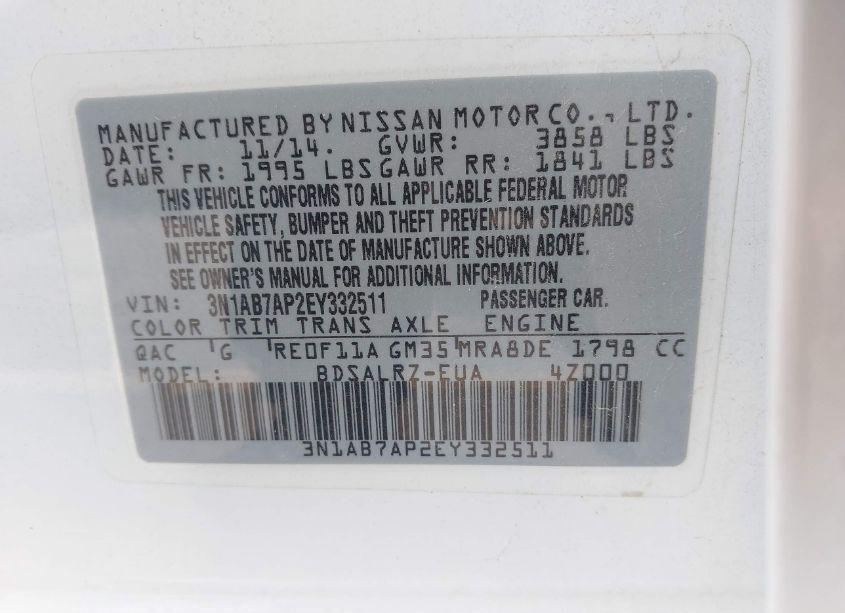 MANUFACTURED BY NISSAN MOTOR CO., LTD.
DATE: 11/14. GVWR: 3858 LBS
GAWR FR: 1995 LBS GAWR RR: 1841 LBS
THIS VEHICLE CONFORMS TO ALL APPLICABLE FEDERAL MOTOR
VEHICLE SAFETY, BUMPER AND THEFT PREVENTION STANDARDS
IN EFFECT ON THE DATE OF MANUFACTURE SHOWN ABOVE.
SEE OWNER'S MANUAL FOR ADDITIONAL INFORMATION.
VIN: 3N1AB7AP2EY332511 PASSENGER CAR.
COLOR TRIM TRANS AXLE ENGINE
QAC G RE0F11A GM35 MRA8DE 1798 CC
MODEL: BDSALRZ-EUA 4Z000
3N1AB7AP2EY332511